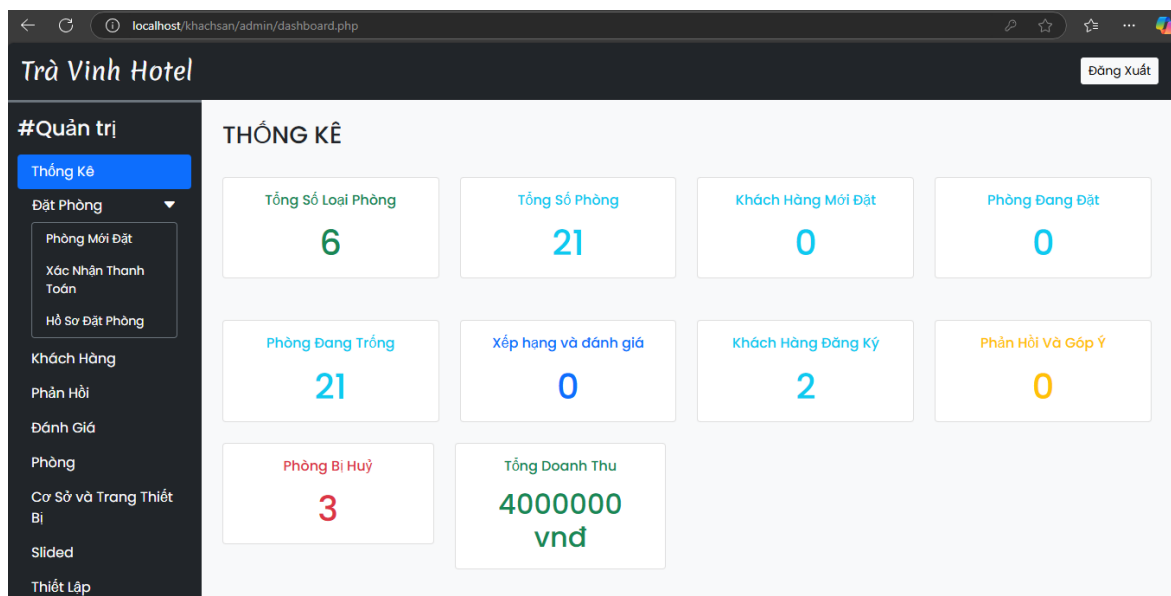 localhost/khachsan/admin/dashboard.php
Trà Vinh Hotel
Đăng Xuất
#Quản trị
Thống Kê
Đặt Phòng
Phòng Mới Đặt
Xác Nhận Thanh
Toán
Hồ Sơ Đặt Phòng
Khách Hàng
Phản Hồi
Đánh Giá
Phòng
Cơ Sở và Trang Thiết
Bị
Slided
Thiết Lập
THỐNG KÊ
Tổng Số Loại Phòng
6
Tổng Số Phòng
21
Khách Hàng Mới Đặt
0
Phòng Đang Đặt
0
Phòng Đang Trống
21
Xếp hạng và đánh giá
0
Khách Hàng Đăng Ký
2
Phản Hồi Và Góp Ý
0
Phòng Bị Huỷ
3
Tổng Doanh Thu
4000000
vnđ